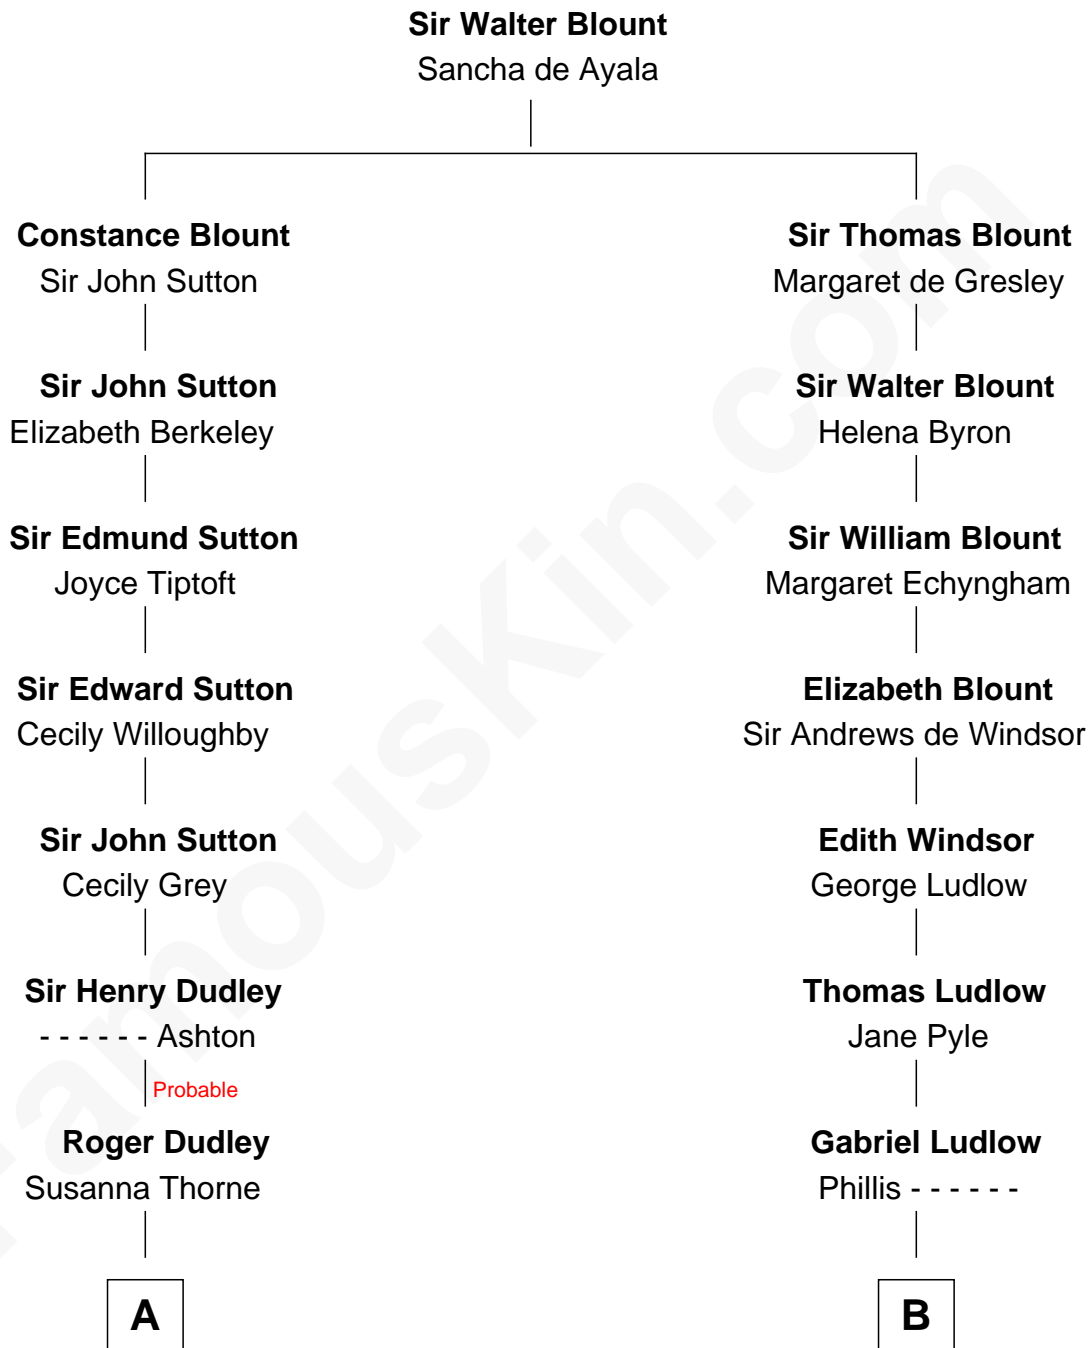 Sir Walter Blount
Sancha de Ayala
Constance Blount
Sir John Sutton
Sir Thomas Blount
Margaret de Gresley
Sir John Sutton
Elizabeth Berkeley
Sir Walter Blount
Helena Byron
Sir Edmund Sutton
Joyce Tiptoft
Sir William Blount
Margaret Echyngham
Sir Edward Sutton
Cecily Willoughby
Elizabeth Blount
Sir Andrews de Windsor
Sir John Sutton
Cecily Grey
Edith Windsor
George Ludlow
Sir Henry Dudley
- - - - - - Ashton
Thomas Ludlow
Jane Pyle
Probable
Roger Dudley
Susanna Thorne
Gabriel Ludlow
Phillis - - - - - -
A
B
FamousKin.com